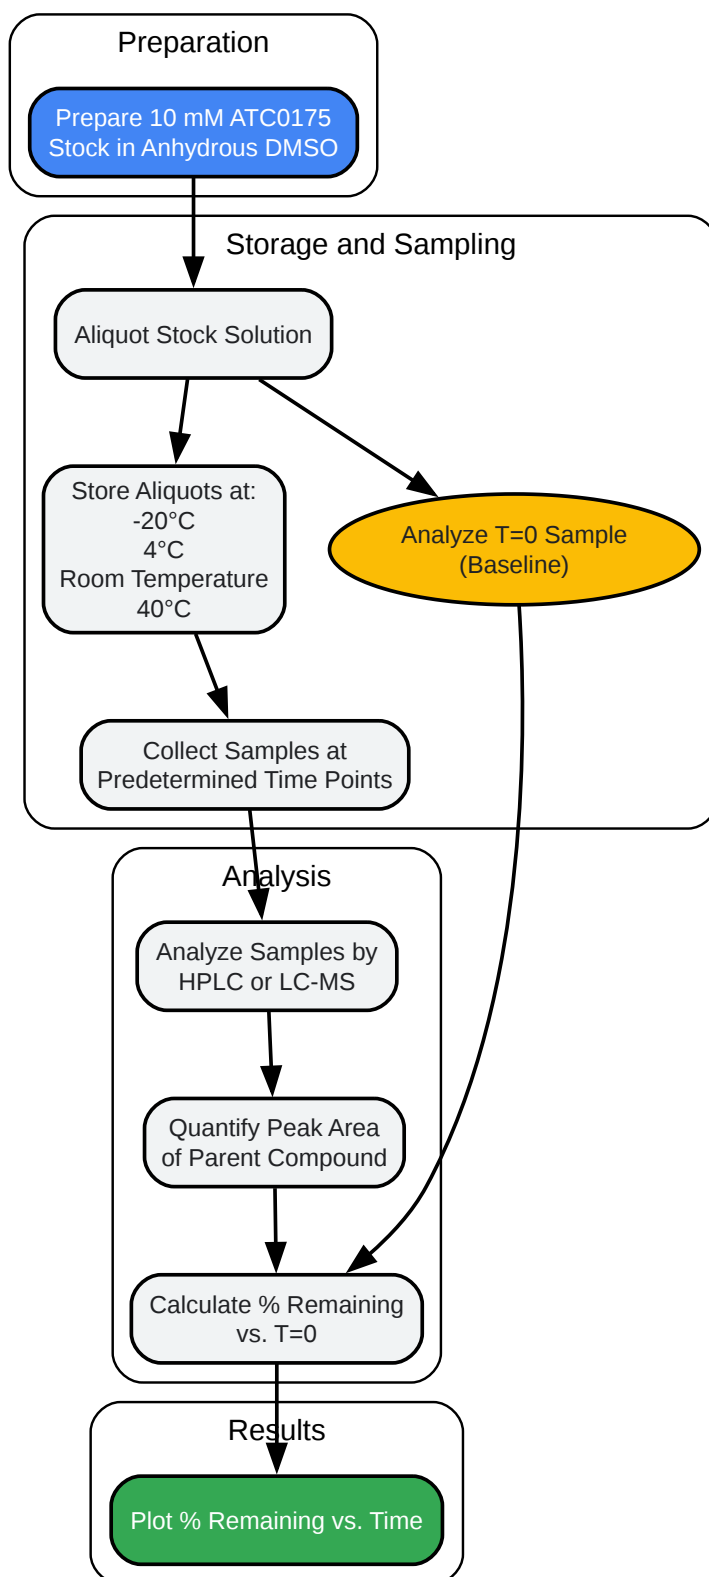 Preparation
Prepare 10 mM ATC0175
Stock in Anhydrous DMSO
Storage and Sampling
Aliquot Stock Solution
Store Aliquots at:
-20°C
4°C
Room Temperature
40°C
Analyze T=0 Sample
(Baseline)
Collect Samples at
Predetermined Time Points
Analysis
Analyze Samples by
HPLC or LC-MS
Quantify Peak Area
of Parent Compound
Calculate % Remaining
vs. T=0
Results
Plot % Remaining vs. Time